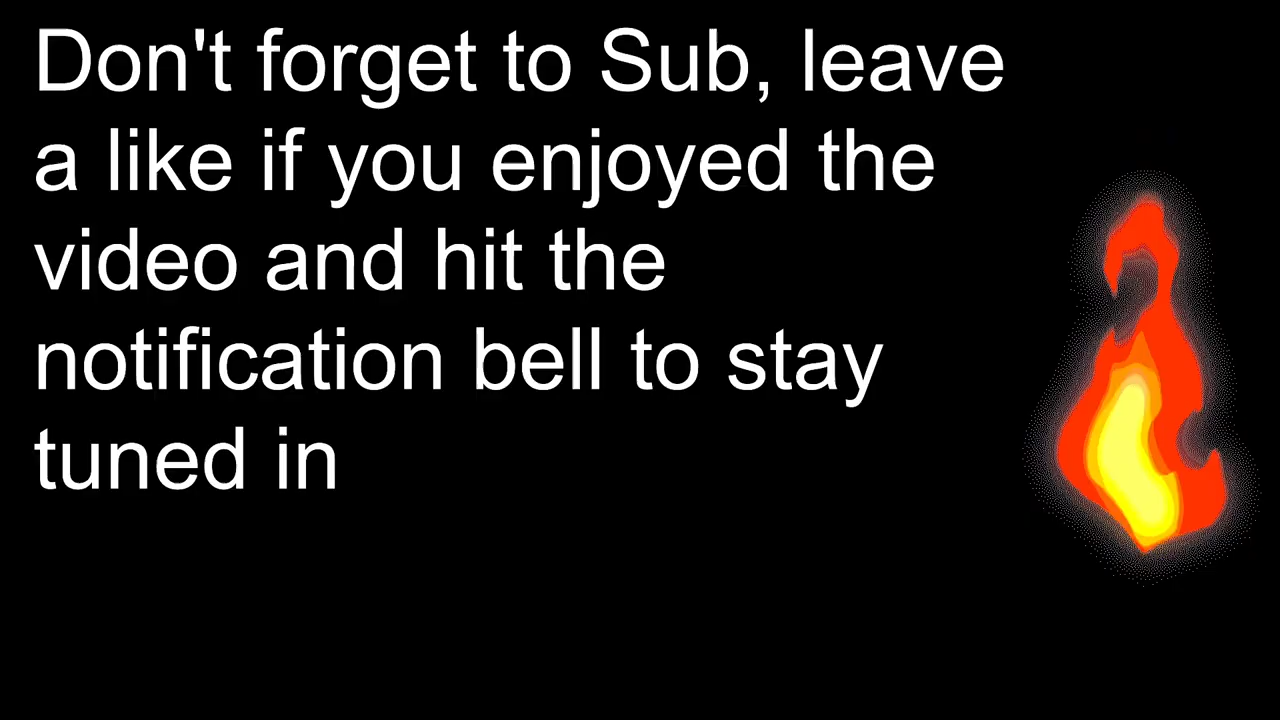 Don't forget to Sub, leave
a like if you enjoyed the
video and hit the
notification bell to stay
tuned in